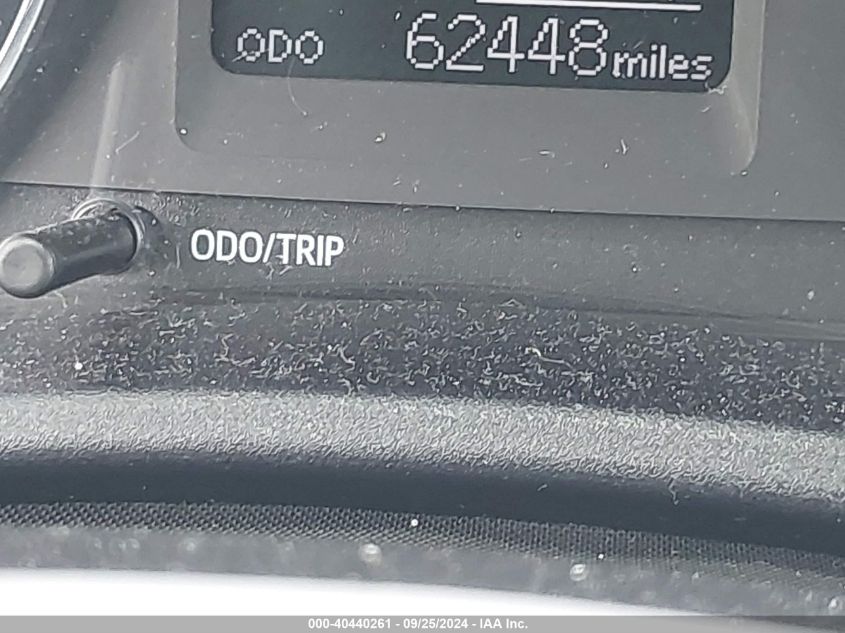 ODO 62448 miles
ODO/TRIP
000-40440261 - 09/25/2024 - IAA Inc.